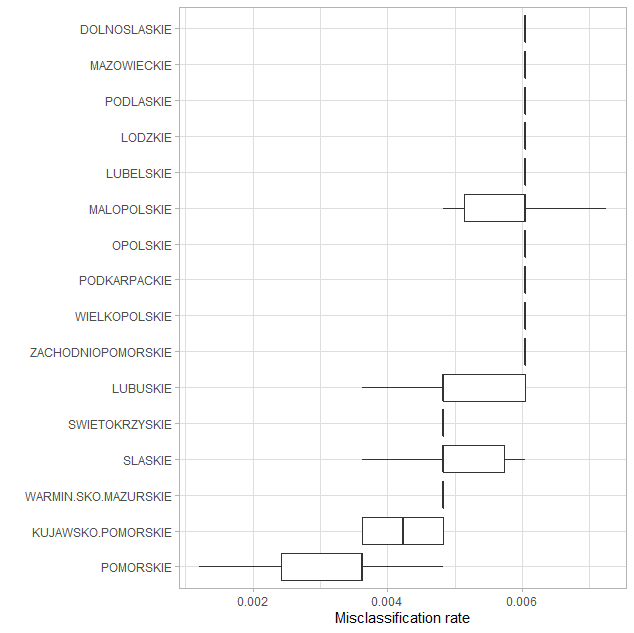 DOLNOSLASKIE
MAZOWIECKIE
PODLASKIE
LODZKIE
LUBELSKIE
MALOPOLSKIE
OPOLSKIE
PODKARPACKIE
WIELKOPOLSKIE
ZACHODNIOPOMORSKIE
LUBUSKIE
SWIETOKRZYSKIE
SLASKIE
WARMIN.SKO.MAZURSKIE
KUJAWSKO.POMORSKIE
POMORSKIE
0.002 0.004 0.006
Misclassification rate